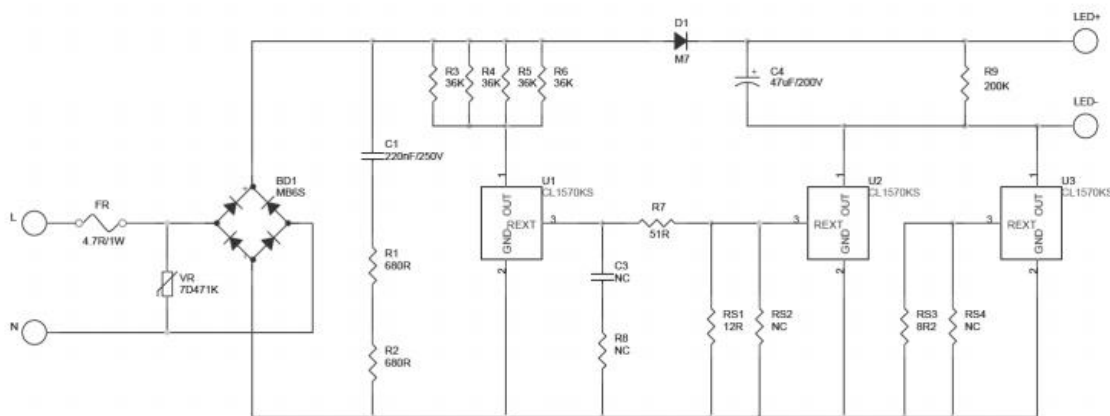 D1
M7
LED+
R3
36K
R4
36K
R5
36K
R6
36K
C4
+
47uF/200V
R9
200K
LED-
C1
220nF/250V
BD1
MB6S
+
-
U1
CL1570KS
1
OUT
REXT
GND
3
2
R7
51R
U2
CL1570KS
1
OUT
REXT
GND
3
2
U3
CL1570KS
1
OUT
REXT
GND
3
2
L
FR
4.7R/1W
VR
7D471K
N
R1
680R
R2
680R
C3
NC
R8
NC
RS1
12R
RS2
NC
RS3
8R2
RS4
NC